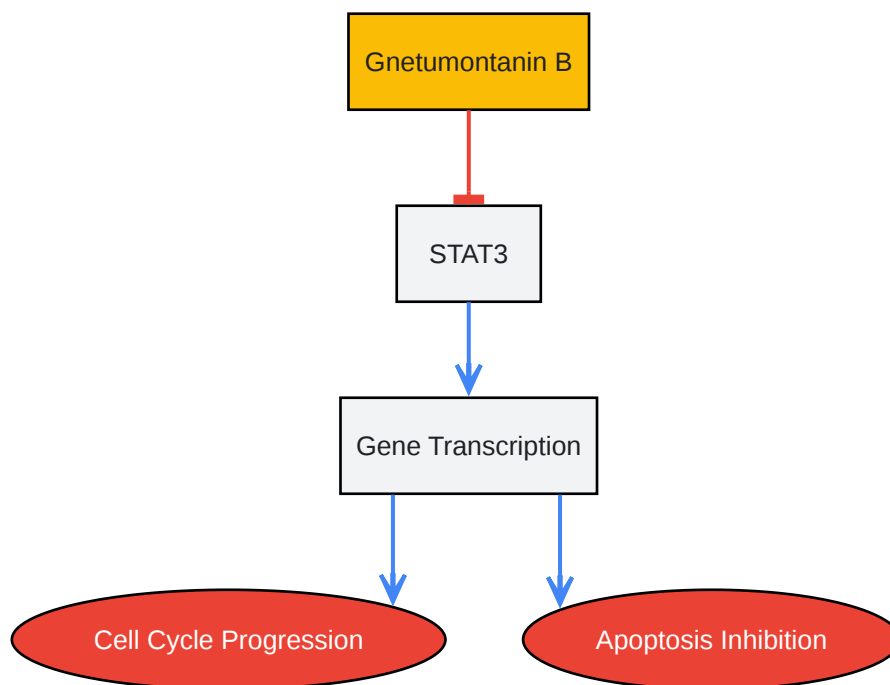 Gnetumontanin B
STAT3
Gene Transcription
Cell Cycle Progression
Apoptosis Inhibition